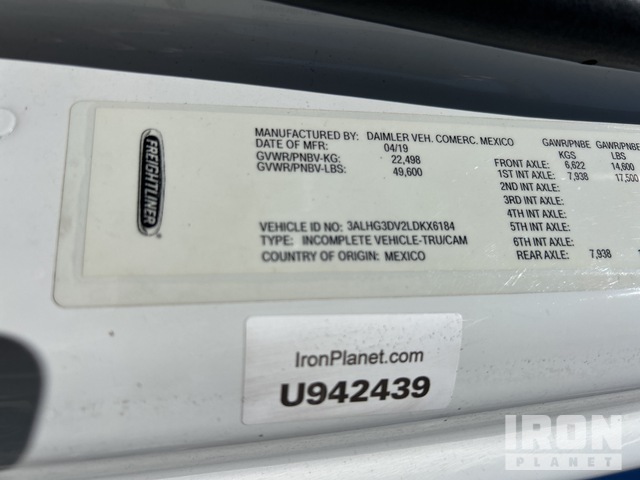 FREIGHTLINER
MANUFACTURED BY: DAIMLER VEH. COMERC. MEXICO
DATE OF MFR: 04/19
GVWR/PNBV-KG: 22,498
GVWR/PNBV-LBS: 49,600
VEHICLE ID NO: 3ALHG3DV2LDKX6184
TYPE: INCOMPLETE VEHICLE-TRU/CAM
COUNTRY OF ORIGIN: MEXICO
GAWR/PNBE GAWR/PNBE
KGS LBS
FRONT AXLE: 6,622 14,600
1ST INT AXLE: 7,938 17,500
2ND INT AXLE:
3RD INT AXLE:
4TH INT AXLE:
5TH INT AXLE:
6TH INT AXLE:
REAR AXLE: 7,938
IronPlanet.com
U942439
IRON
PLANET